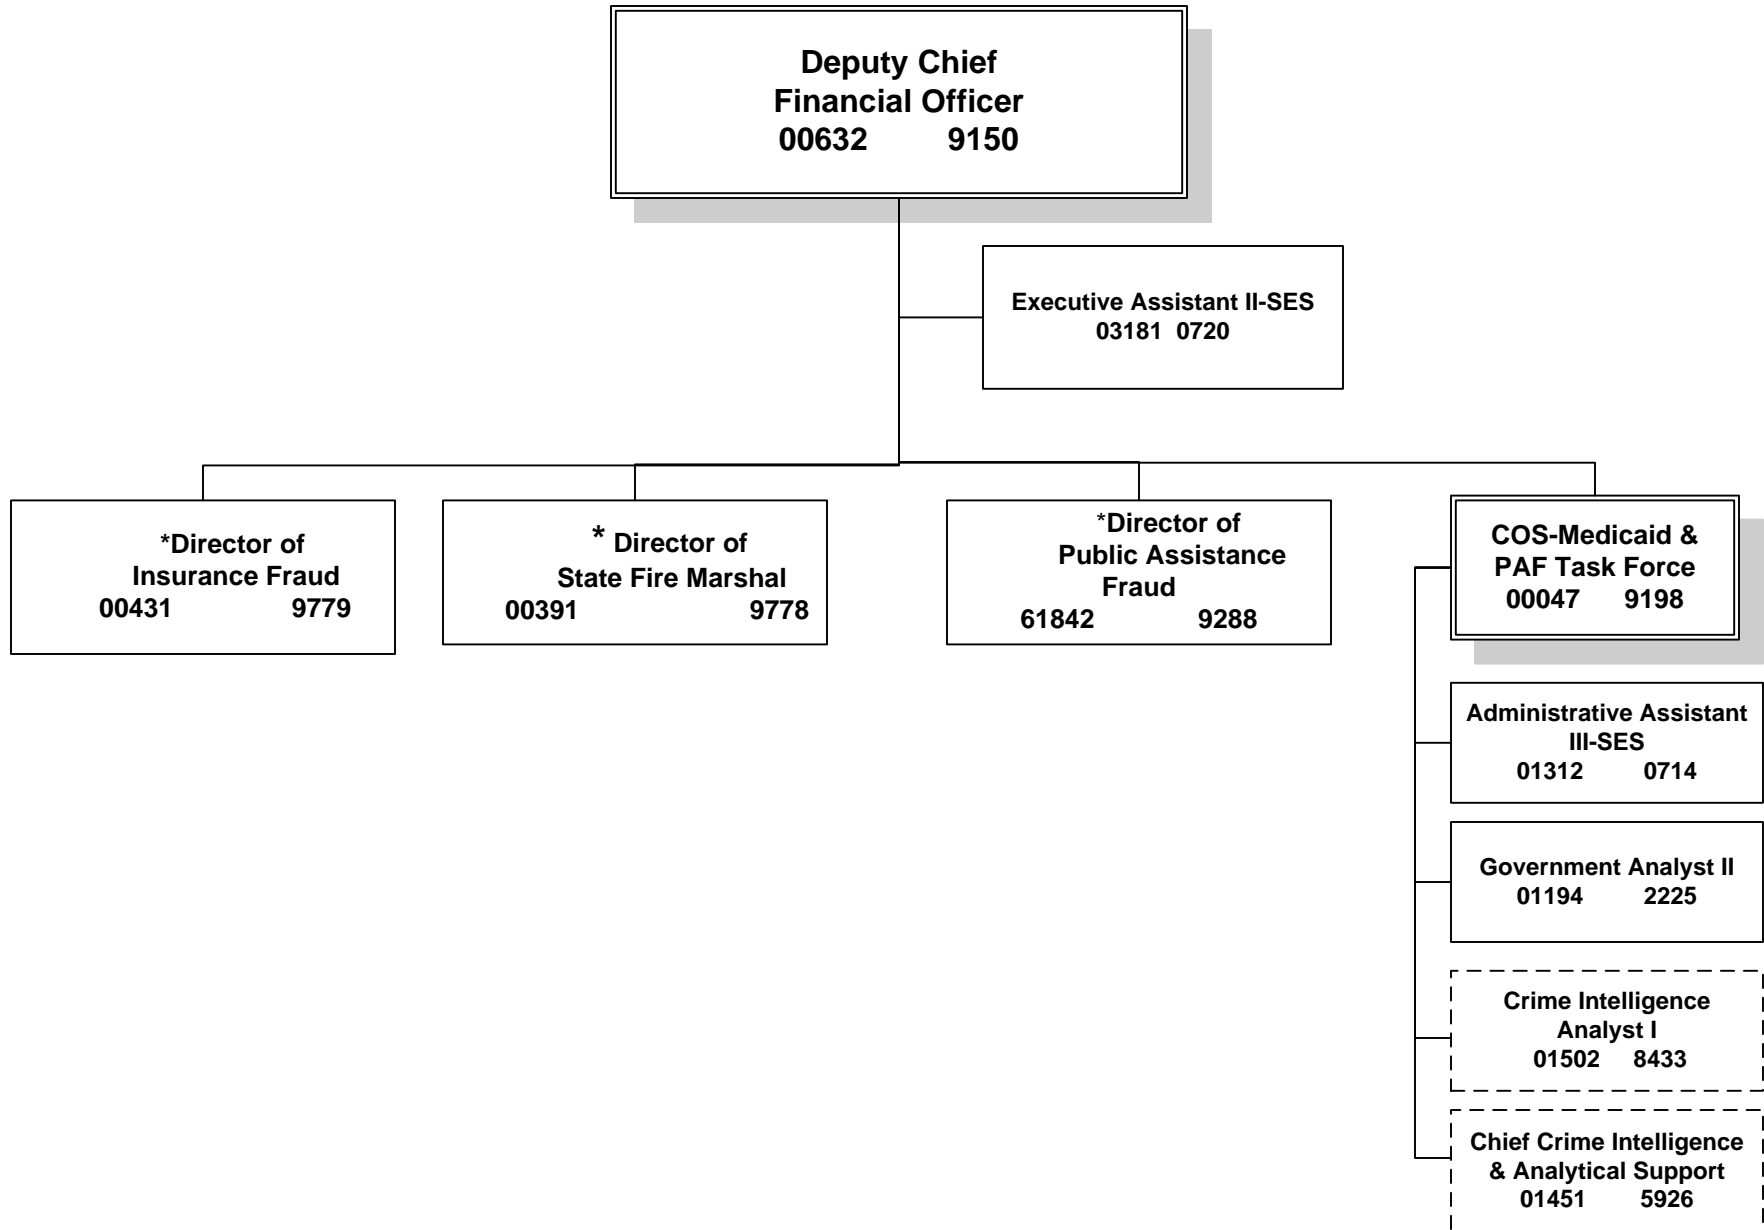 Deputy Chief
Financial Officer
00632 9150
Executive Assistant II-SES
03181 0720
*Director of
Insurance Fraud
00431 9779
* Director of
State Fire Marshal
00391 9778
*Director of
Public Assistance
Fraud
61842 9288
COS-Medicaid &
PAF Task Force
00047 9198
Administrative Assistant
III-SES
01312 0714
Government Analyst II
01194 2225
Crime Intelligence
Analyst I
01502 8433
Chief Crime Intelligence
& Analytical Support
01451 5926